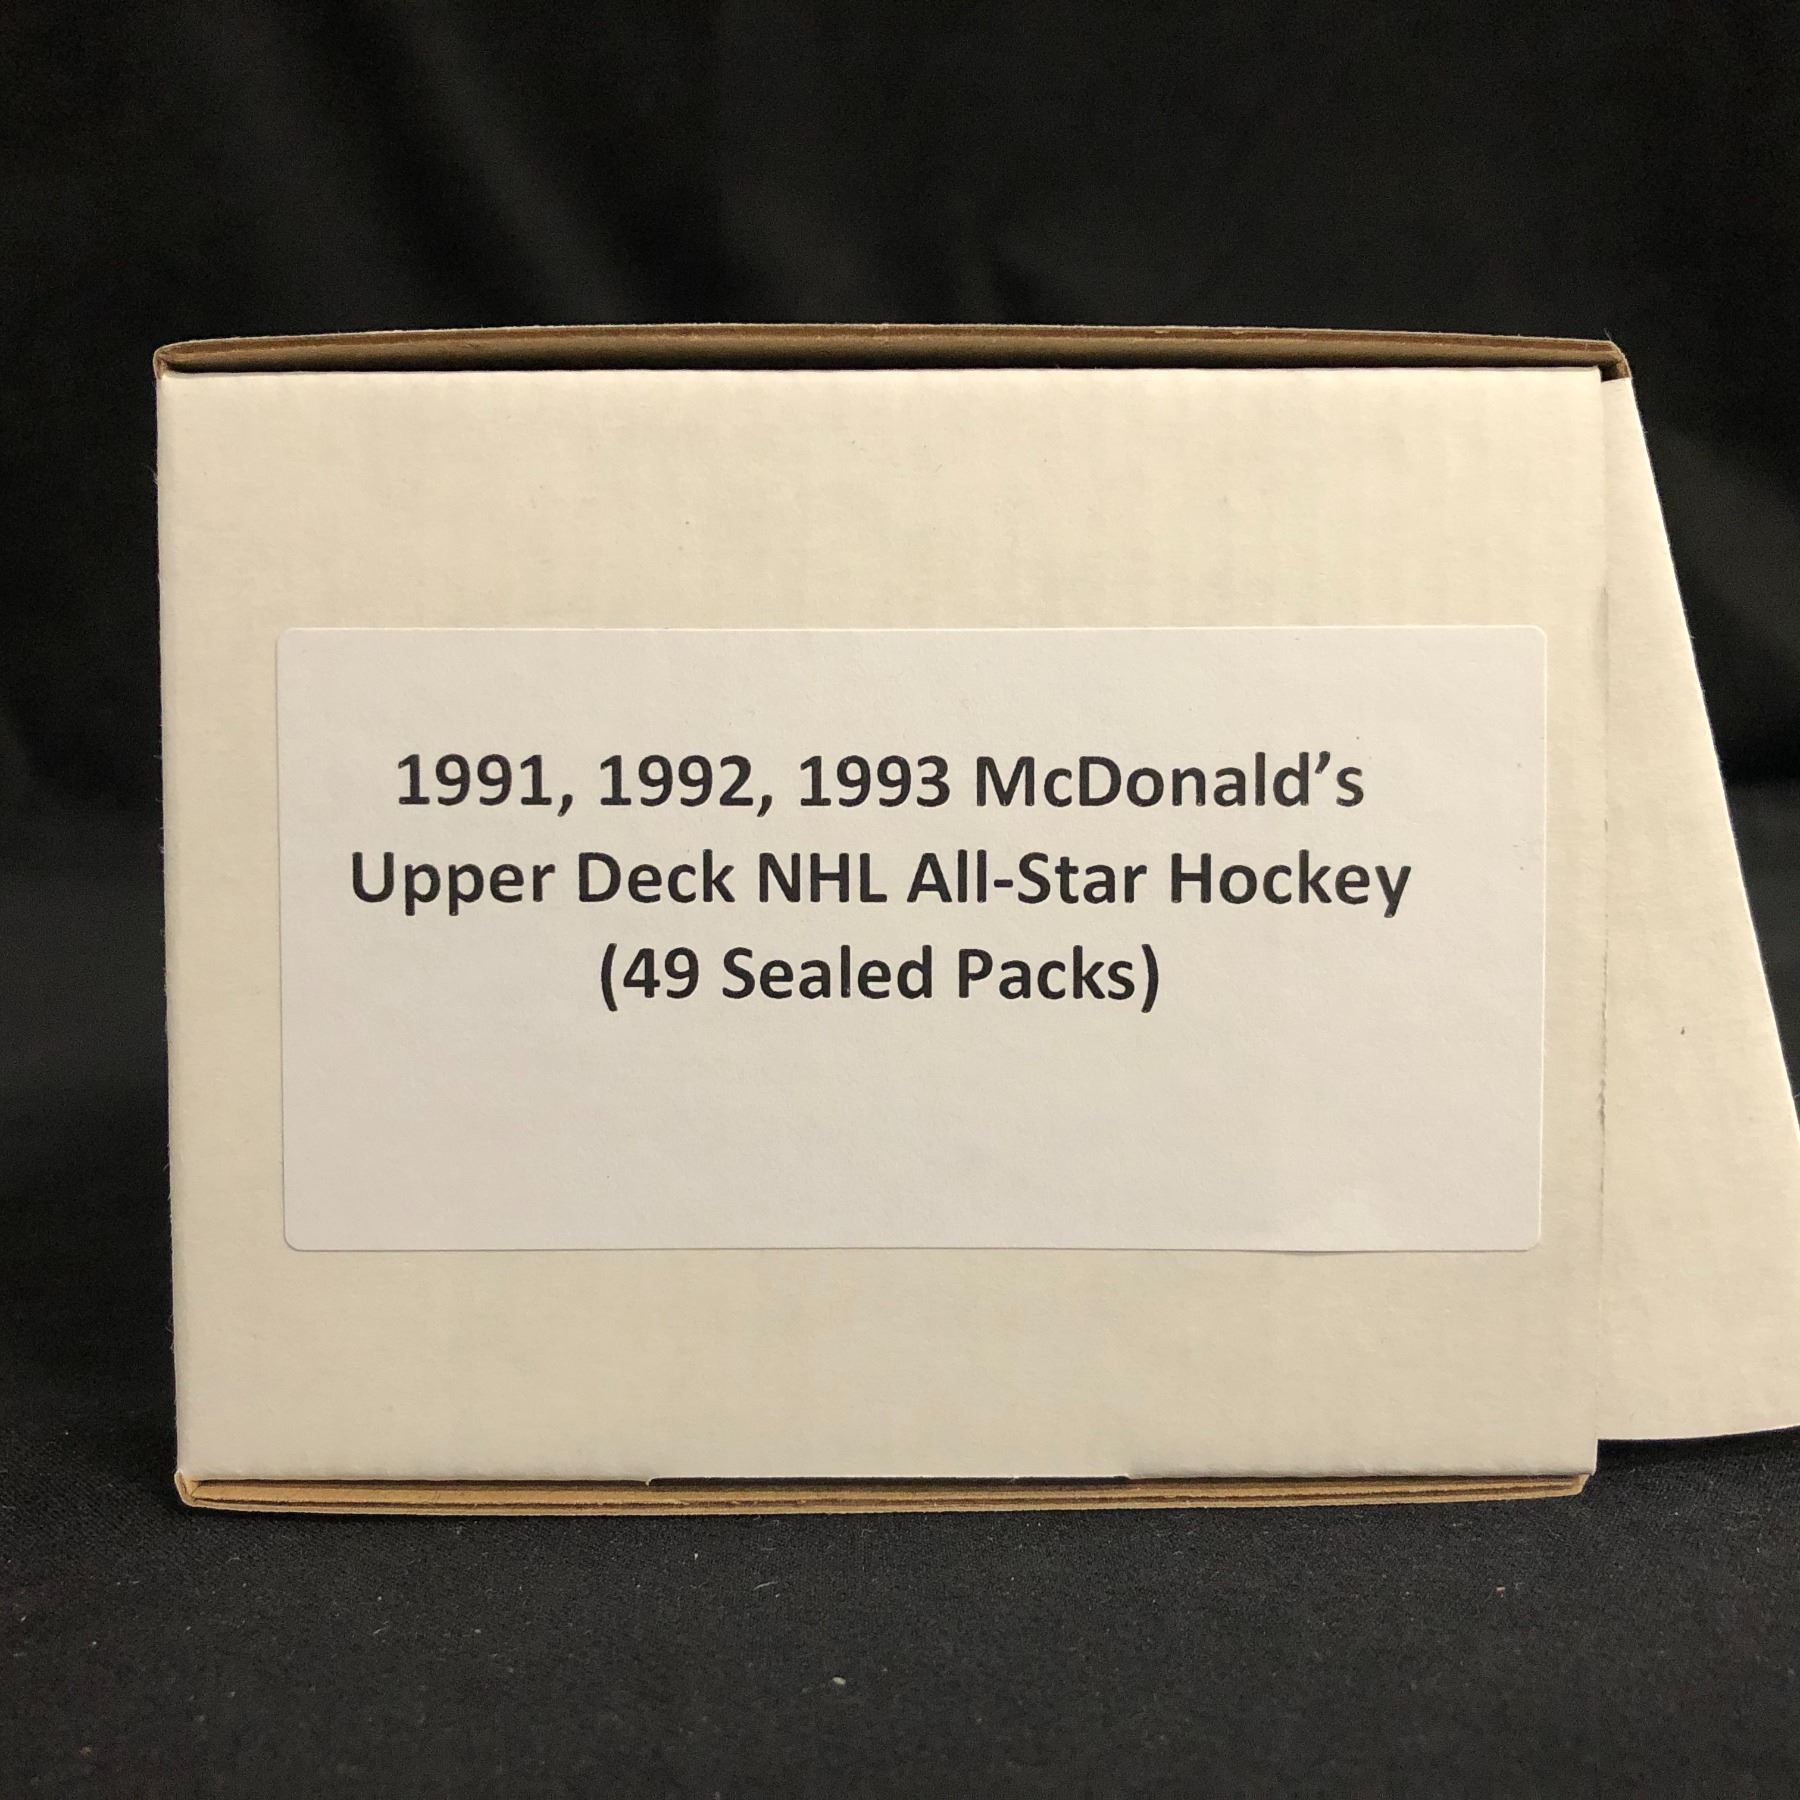 1991, 1992, 1993 McDonald’s
Upper Deck NHL All-Star Hockey
(49 Sealed Packs)